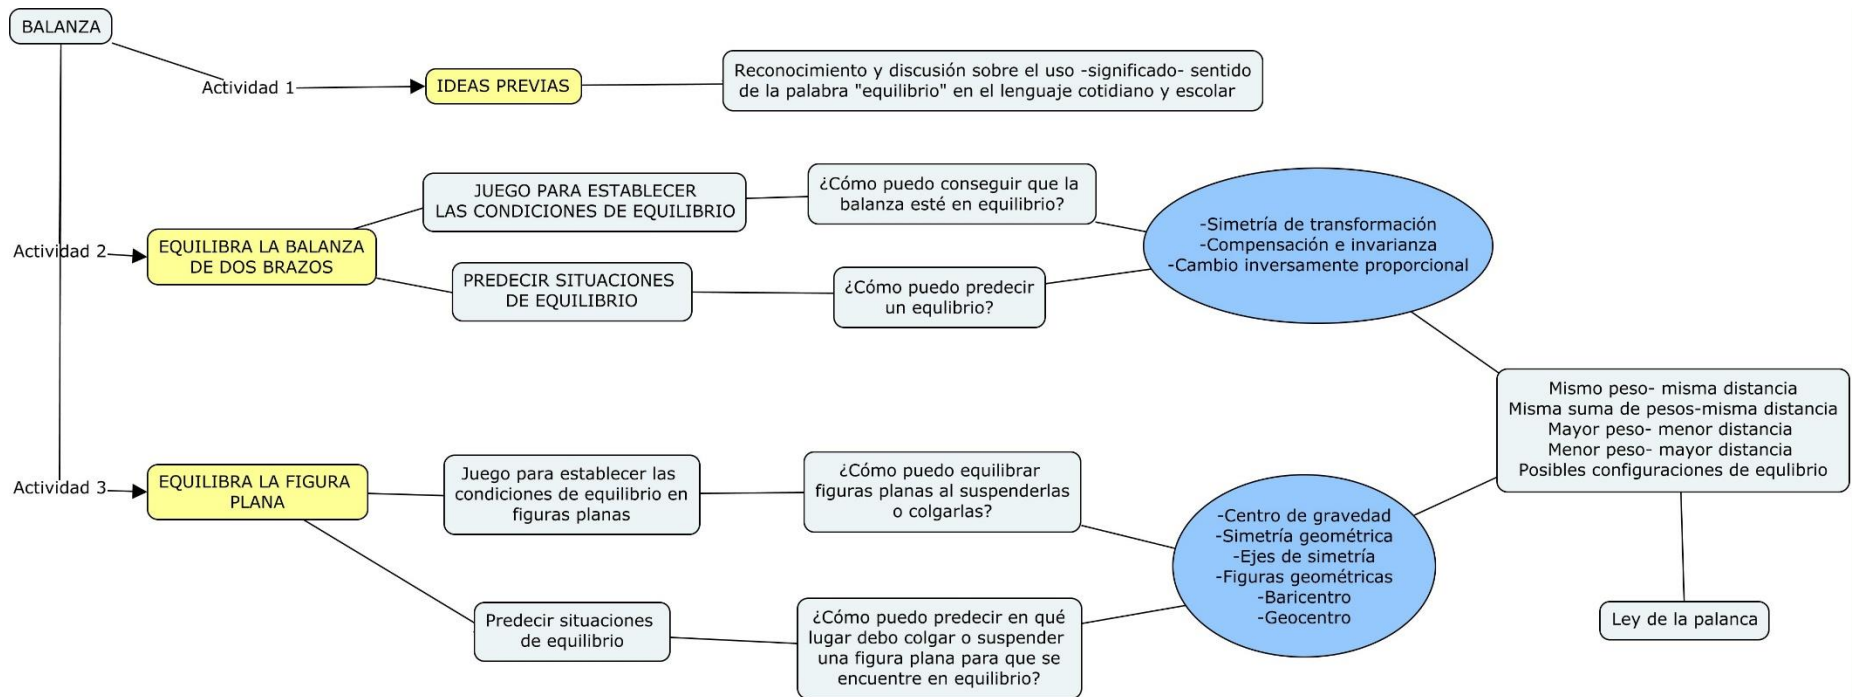 BALANZA
Actividad 1
IDEAS PREVIAS
Reconocimiento y discusión sobre el uso -significado- sentido
de la palabra "equilibrio" en el lenguaje cotidiano y escolar
Actividad 2
EQUILIBRA LA BALANZA
DE DOS BRAZOS
JUEGO PARA ESTABLECER
LAS CONDICIONES DE EQUILIBRIO
¿Cómo puedo conseguir que la
balanza esté en equilibrio?
PREDECIR SITUACIONES
DE EQUILIBRIO
¿Cómo puedo predecir
un equlibrio?
-Simetría de transformación
-Compensación e invarianza
-Cambio inversamente proporcional
Actividad 3
EQUILIBRA LA FIGURA
PLANA
Juego para establecer las
condiciones de equilibrio en
figuras planas
¿Cómo puedo equilibrar
figuras planas al suspenderlas
o colgarlas?
Predecir situaciones
de equilibrio
¿Cómo puedo predecir en qué
lugar debo colgar o suspender
una figura plana para que se
encuentre en equilibrio?
-Centro de gravedad
-Simetría geométrica
-Ejes de simetría
-Figuras geométricas
-Baricentro
-Geocentro
Mismo peso- misma distancia
Misma suma de pesos-misma distancia
Mayor peso- menor distancia
Menor peso- mayor distancia
Posibles configuraciones de equlibrio
Ley de la palanca